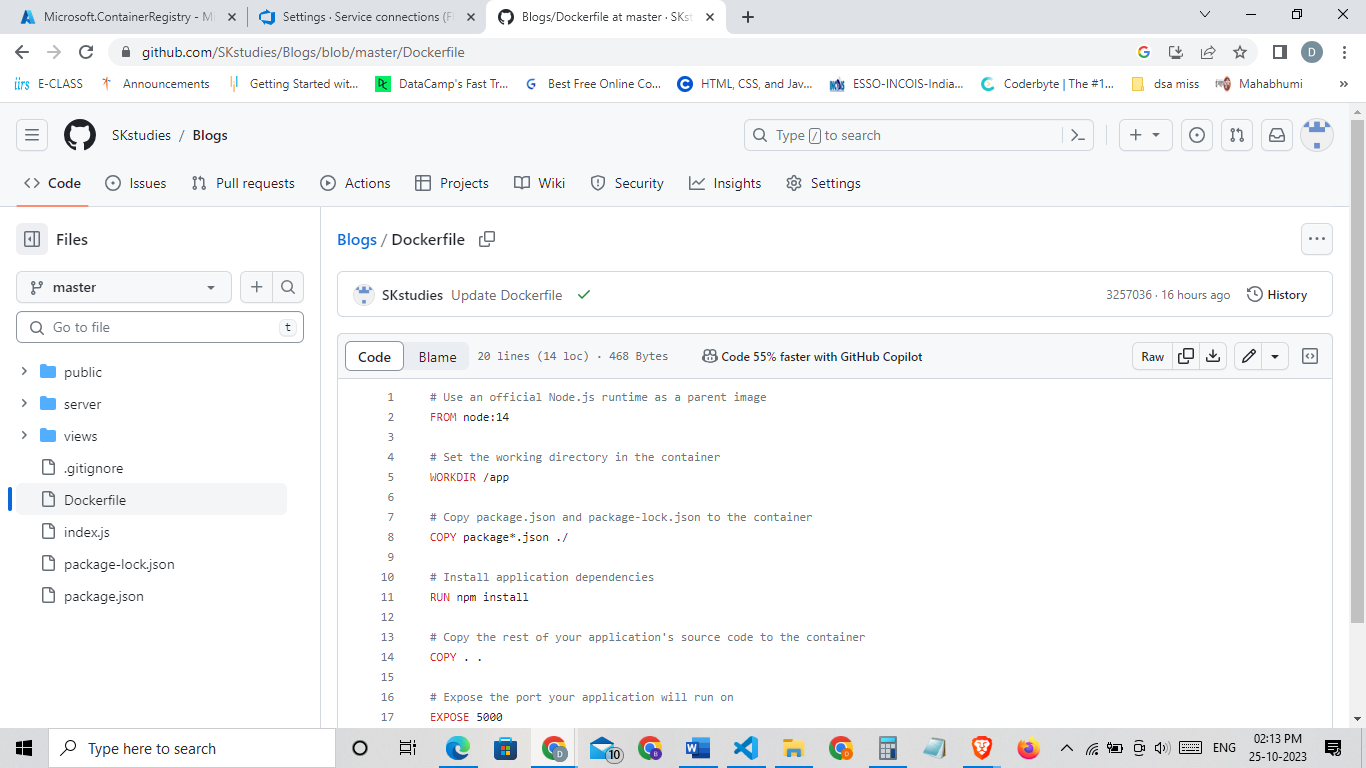 Microsoft.ContainerRegistry - Mi
Settings · Service connections (Fi
Blogs/Dockerfile at master · SKst
github.com/SKstudies/Blogs/blob/master/Dockerfile
D
E-CLASS
Announcements
Getting Started wit...
DataCamp's Fast Tr...
Best Free Online Co...
HTML, CSS, and Jav...
ESSO-INCOIS-India...
Coderbyte | The #1...
dsa miss
Mahabhumi
»
SKstudies / Blogs
Type / to search
Code
Issues
Pull requests
Actions
Projects
Wiki
Security
Insights
Settings
Files
master
Go to file
t
public
server
views
.gitignore
Dockerfile
index.js
package-lock.json
package.json
Blogs / Dockerfile
SKstudies Update Dockerfile
3257036 · 16 hours ago
History
Code
Blame
20 lines (14 loc) · 468 Bytes
Code 55% faster with GitHub Copilot
Raw
1 # Use an official Node.js runtime as a parent image
2 FROM node:14
3
4 # Set the working directory in the container
5 WORKDIR /app
6
7 # Copy package.json and package-lock.json to the container
8 COPY package*.json ./
9
10 # Install application dependencies
11 RUN npm install
12
13 # Copy the rest of your application's source code to the container
14 COPY . .
15
16 # Expose the port your application will run on
17 EXPOSE 5000
Type here to search
10
ENG
02:13 PM
25-10-2023